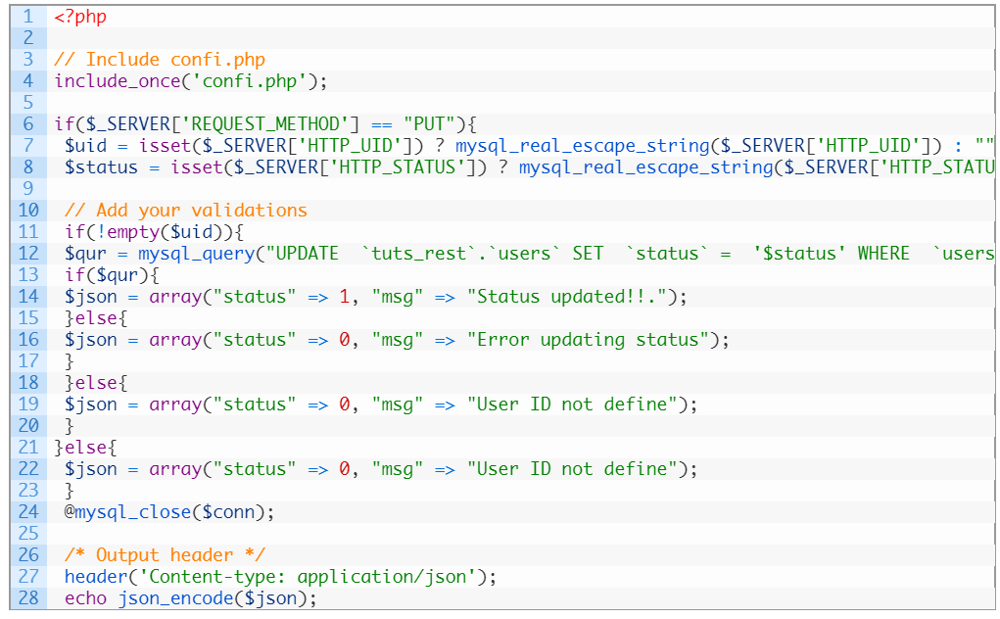 1 <?php
2
3 // Include confi.php
4 include_once('confi.php');
5
6 if($_SERVER['REQUEST_METHOD'] == "PUT"){
7 $uid = isset($_SERVER['HTTP_UID']) ? mysql_real_escape_string($_SERVER['HTTP_UID']) : ""
8 $status = isset($_SERVER['HTTP_STATUS']) ? mysql_real_escape_string($_SERVER['HTTP_STATU
9
10 // Add your validations
11 if(!empty($uid)){
12 $qur = mysql_query("UPDATE  `tuts_rest`.`users` SET  `status` =  '$status' WHERE  `users
13 if($qur){
14 $json = array("status" => 1, "msg" => "Status updated!!.");
15 }else{
16 $json = array("status" => 0, "msg" => "Error updating status");
17 }
18 }else{
19 $json = array("status" => 0, "msg" => "User ID not define");
20 }
21 }else{
22 $json = array("status" => 0, "msg" => "User ID not define");
23 }
24 @mysql_close($conn);
25
26 /* Output header */
27 header('Content-type: application/json');
28 echo json_encode($json);